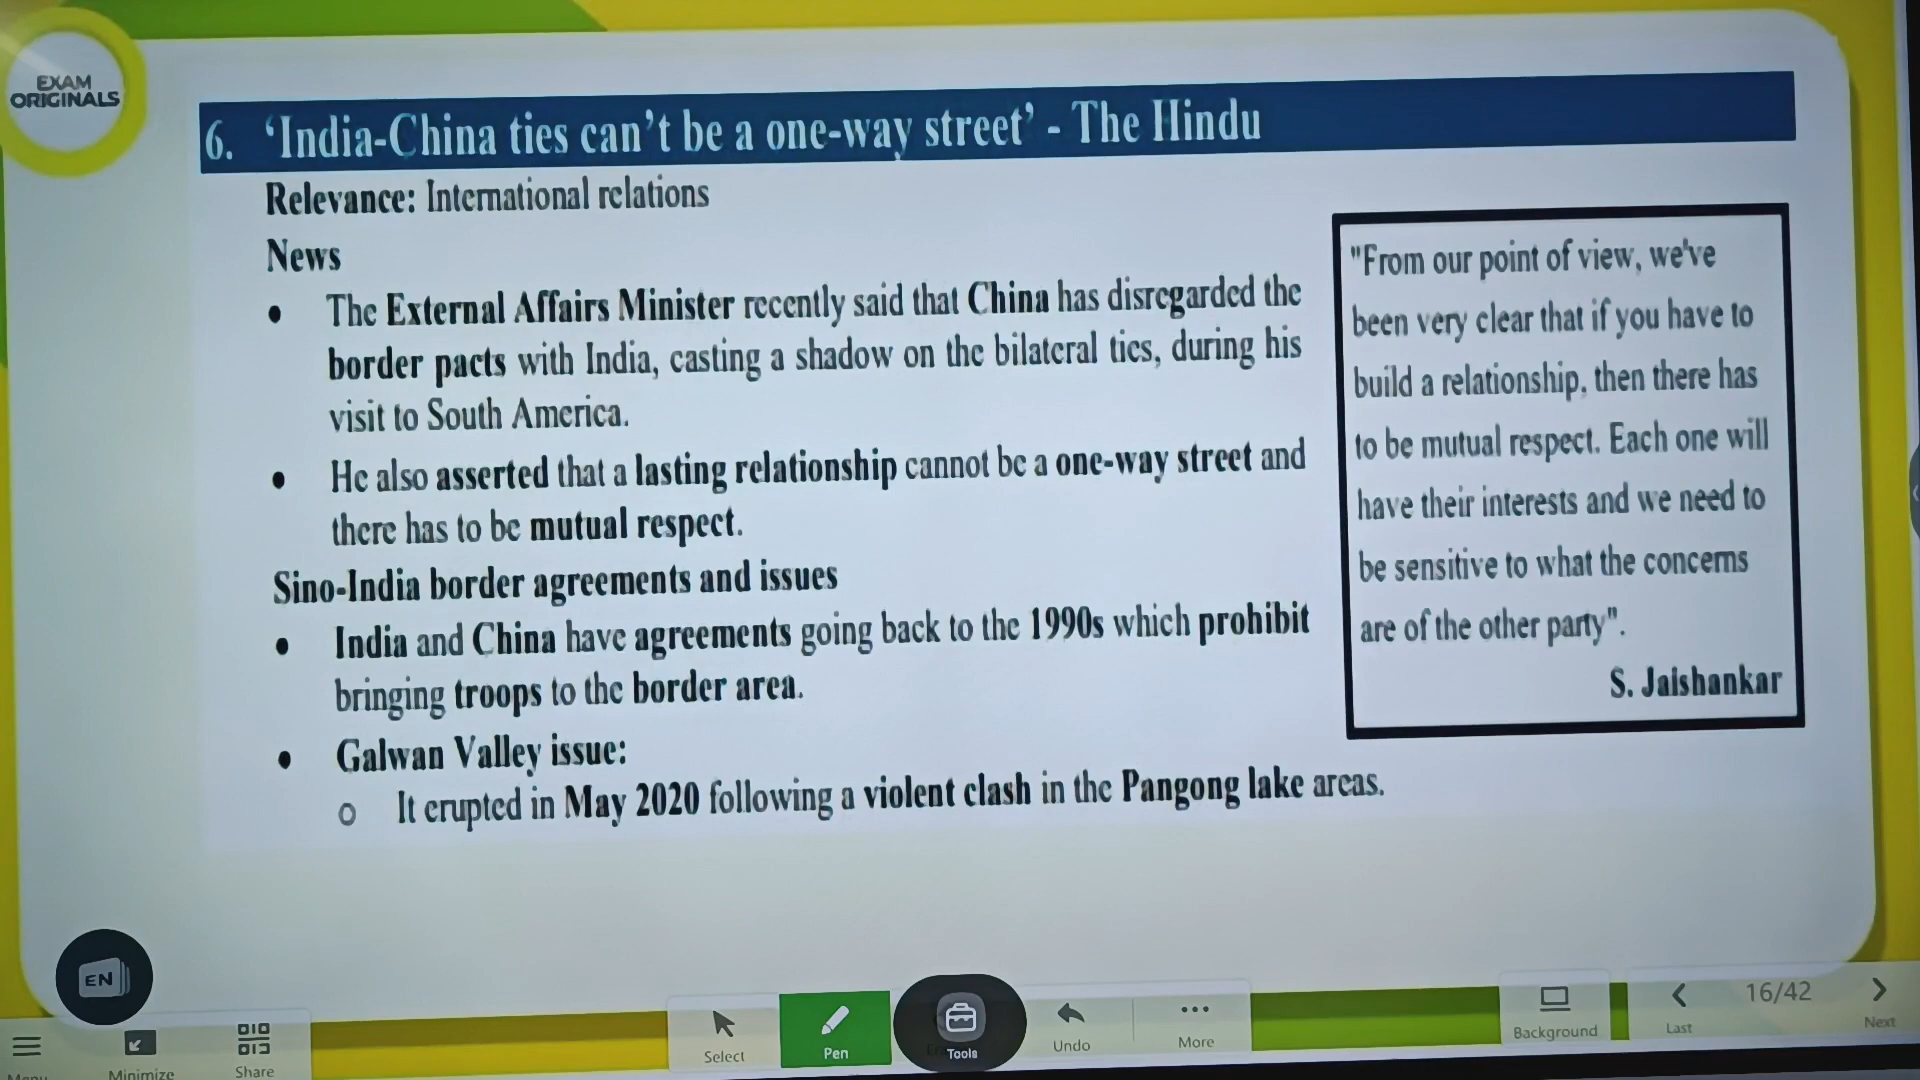 EXAM
ORIGINALS
6. ‘India-China ties can’t be a one-way street’ - The Hindu
Relevance: International relations
News
• The External Affairs Minister recently said that China has disregarded the
border pacts with India, casting a shadow on the bilateral ties, during his
visit to South America.
• He also asserted that a lasting relationship cannot be a one-way street and
there has to be mutual respect.
Sino-India border agreements and issues
• India and China have agreements going back to the 1990s which prohibit
bringing troops to the border area.
• Galwan Valley issue:
o It erupted in May 2020 following a violent clash in the Pangong lake areas.
"From our point of view, we've
been very clear that if you have to
build a relationship, then there has
to be mutual respect. Each one will
have their interests and we need to
be sensitive to what the concerns
are of the other party".
S. Jaishankar
EN
Menu
Minimize
Share
Select
Pen
Tools
Undo
More
Background
Last
16/42
Next